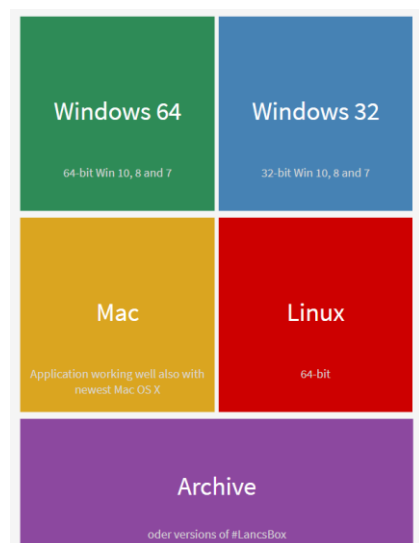 Windows 64
64-bit Win 10, 8 and 7
Windows 32
32-bit Win 10, 8 and 7
Mac
Application working well also with
newest Mac OS X
Linux
64-bit
Archive
oder versions of #LancsBox